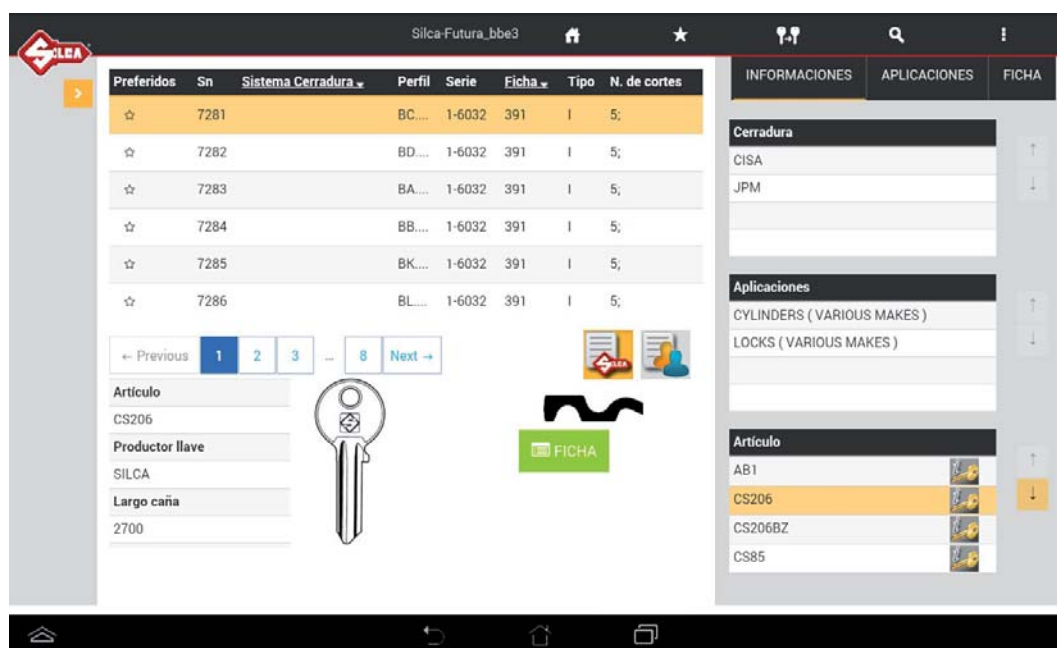 Silca-Futura_bbe3
SILCA
INFORMACIONES APLICACIONES FICHA
Preferidos Sn Sistema Cerradura Perfil Serie Ficha Tipo N. de cortes
7281 BC.... 1-6032 391 I 5;
7282 BD.... 1-6032 391 I 5;
7283 BA.... 1-6032 391 I 5;
7284 BB.... 1-6032 391 I 5;
7285 BK.... 1-6032 391 I 5;
7286 BL.... 1-6032 391 I 5;
← Previous 1 2 3 ... 8 Next →
SILCA
Artículo
CS206
Productor llave
SILCA
Largo caña
2700
FICHA
Cerradura
CISA
JPM
Aplicaciones
CYLINDERS ( VARIOUS MAKES )
LOCKS ( VARIOUS MAKES )
Artículo
AB1
CS206
CS206BZ
CS85